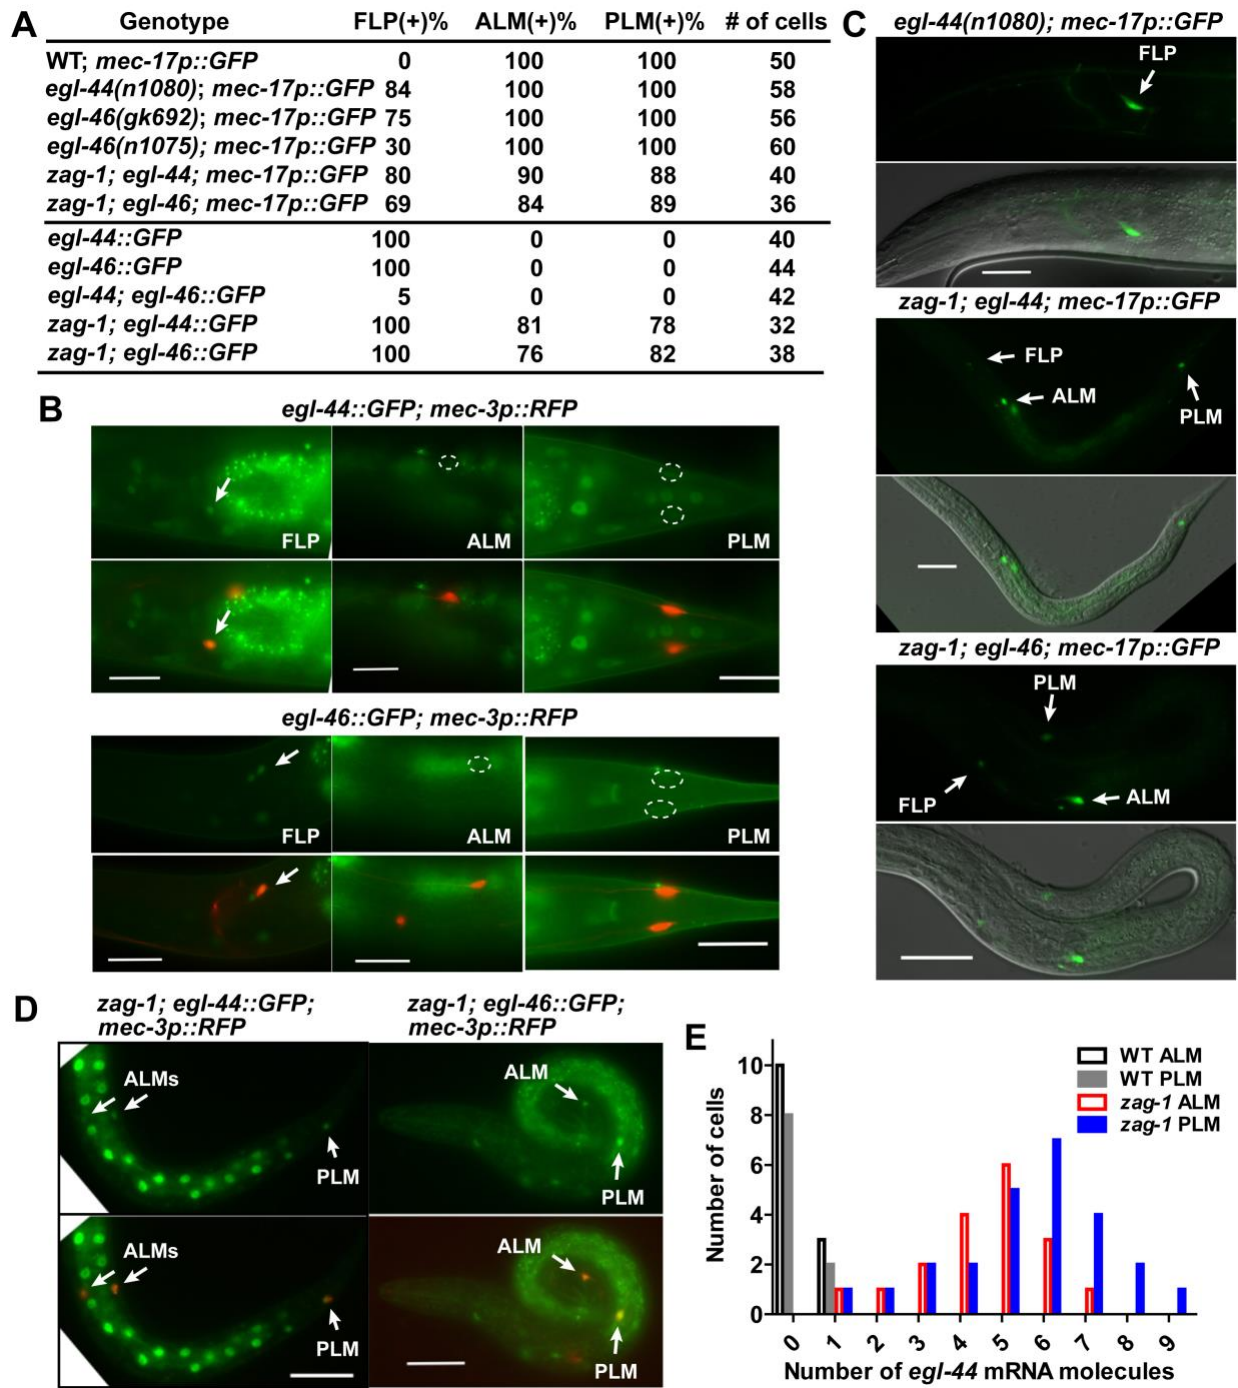 A
Genotype FLP(+)% ALM(+)% PLM(+)% # of cells
WT; mec-17p::GFP 0 100 100 50
egl-44(n1080); mec-17p::GFP 84 100 100 58
egl-46(gk692); mec-17p::GFP 75 100 100 56
egl-46(n1075); mec-17p::GFP 30 100 100 60
zag-1; egl-44; mec-17p::GFP 80 90 88 40
zag-1; egl-46; mec-17p::GFP 69 84 89 36
egl-44::GFP 100 0 0 40
egl-46::GFP 100 0 0 44
egl-44; egl-46::GFP 5 0 0 42
zag-1; egl-44::GFP 100 81 78 32
zag-1; egl-46::GFP 100 76 82 38
B
egl-44::GFP; mec-3p::RFP
FLP ALM PLM
egl-46::GFP; mec-3p::RFP
FLP ALM PLM
C
egl-44(n1080); mec-17p::GFP
FLP
zag-1; egl-44; mec-17p::GFP
FLP
ALM
PLM
zag-1; egl-46; mec-17p::GFP
PLM
FLP
ALM
D
zag-1; egl-44::GFP;
mec-3p::RFP
ALMs
PLM
ALMs
PLM
zag-1; egl-46::GFP;
mec-3p::RFP
ALM
PLM
ALM
PLM
E
WT ALM
WT PLM
zag-1 ALM
zag-1 PLM
Number of cells
10
8
6
4
2
0
0 1 2 3 4 5 6 7 8 9
Number of egl-44 mRNA molecules